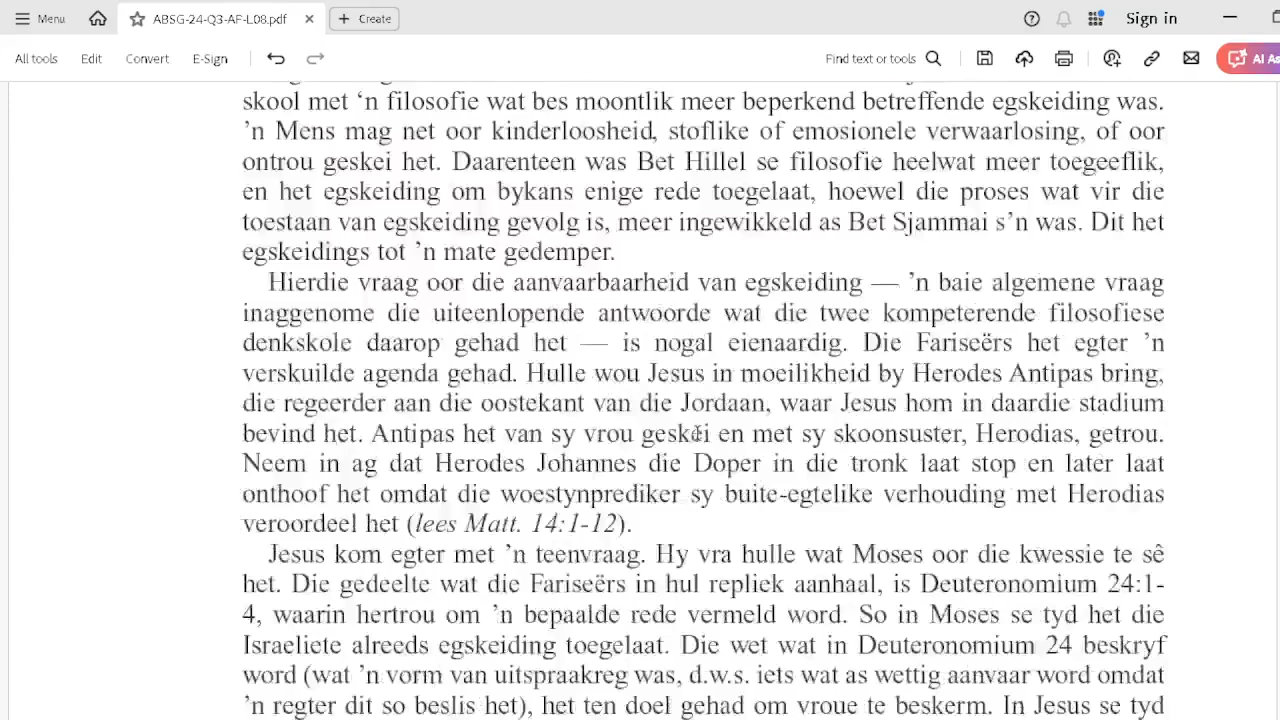 Menu
ABSG-24-Q3-AF-L08.pdf
Create
Sign in
All tools
Edit
Convert
E-Sign
Find text or tools
AI As
skool met ‘n filosofie wat bes moontlik meer beperkend betreffende egskeiding was.
’n Mens mag net oor kinderloosheid, stoflike of emosionele verwaarlosing, of oor
ontrou geskei het. Daarenteen was Bet Hillel se filosofie heelwat meer toegeeflik,
en het egskeiding om bykans enige rede toegelaat, hoewel die proses wat vir die
toestaan van egskeiding gevolg is, meer ingewikkeld as Bet Sjammai s’n was. Dit het
egskeidings tot ’n mate gedemper.
Hierdie vraag oor die aanvaarbaarheid van egskeiding — ’n baie algemene vraag
inaggenome die uiteenlopende antwoorde wat die twee kompeterende filosofiese
denkskole daarop gehad het — is nogal eienaardig. Die Fariseërs het egter ’n
verskuilde agenda gehad. Hulle wou Jesus in moeilikheid by Herodes Antipas bring,
die regeerder aan die oostekant van die Jordaan, waar Jesus hom in daardie stadium
bevind het. Antipas het van sy vrou geskei en met sy skoonsuster, Herodias, getrou.
Neem in ag dat Herodes Johannes die Doper in die tronk laat stop en later laat
onthoof het omdat die woestynprediker sy buite-egtelike verhouding met Herodias
veroordeel het (lees Matt. 14:1-12).
Jesus kom egter met ’n teenvraag. Hy vra hulle wat Moses oor die kwessie te sê
het. Die gedeelte wat die Fariseërs in hul repliek aanhaal, is Deuteronomium 24:1-
4, waarin hertrou om ’n bepaalde rede vermeld word. So in Moses se tyd het die
Israeliete alreeds egskeiding toegelaat. Die wet wat in Deuteronomium 24 beskryf
word (wat ’n vorm van uitspraakreg was, d.w.s. iets wat as wettig aanvaar word omdat
’n regter dit so beslis het), het ten doel gehad om vroue te beskerm. In Jesus se tyd